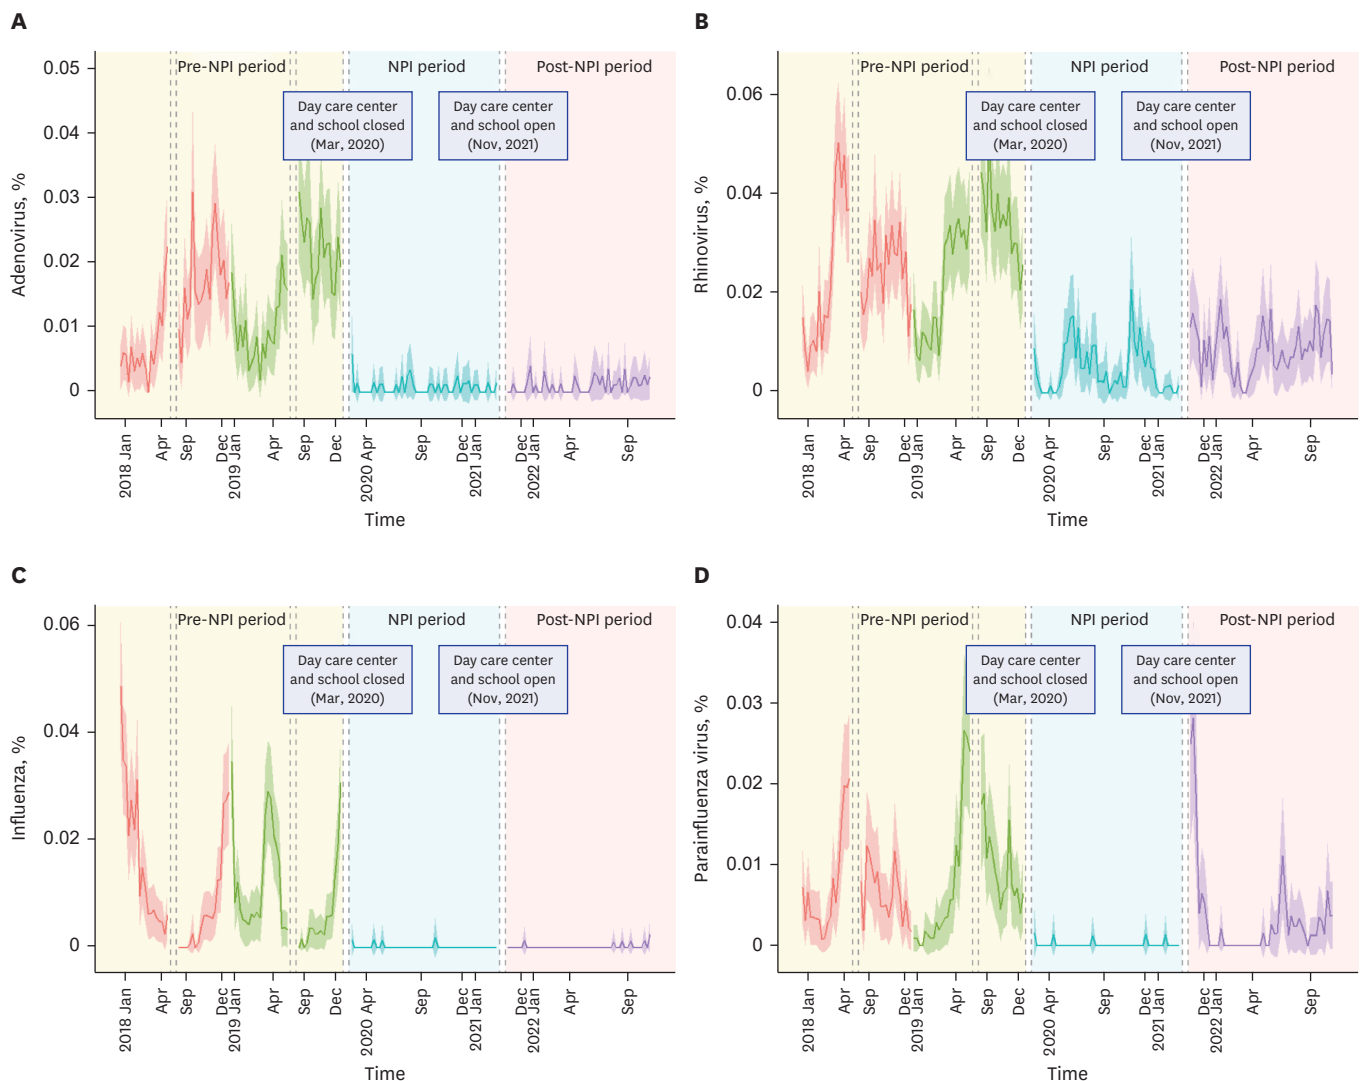 A
Adenovirus, %
0.05
0.04
0.03
0.02
0.01
0
Pre-NPI period
NPI period
Post-NPI period
Day care center
and school closed
(Mar, 2020)
Day care center
and school open
(Nov, 2021)
2018 Jan
Apr
Sep
Dec
2019 Jan
Apr
Sep
Dec
2020 Apr
Sep
Dec
2021 Jan
Dec
2022 Jan
Apr
Sep
Time
B
Rhinovirus, %
0.06
0.04
0.02
0
Pre-NPI period
NPI period
Post-NPI period
Day care center
and school closed
(Mar, 2020)
Day care center
and school open
(Nov, 2021)
2018 Jan
Apr
Sep
Dec
2019 Jan
Apr
Sep
Dec
2020 Apr
Sep
Dec
2021 Jan
Dec
2022 Jan
Apr
Sep
Time
C
Influenza, %
0.06
0.04
0.02
0
Pre-NPI period
NPI period
Post-NPI period
Day care center
and school closed
(Mar, 2020)
Day care center
and school open
(Nov, 2021)
2018 Jan
Apr
Sep
Dec
2019 Jan
Apr
Sep
Dec
2020 Apr
Sep
Dec
2021 Jan
Dec
2022 Jan
Apr
Sep
Time
D
Parainfluenza virus, %
0.04
0.03
0.02
0.01
0
Pre-NPI period
NPI period
Post-NPI period
Day care center
and school closed
(Mar, 2020)
Day care center
and school open
(Nov, 2021)
2018 Jan
Apr
Sep
Dec
2019 Jan
Apr
Sep
Dec
2020 Apr
Sep
Dec
2021 Jan
Dec
2022 Jan
Apr
Sep
Time